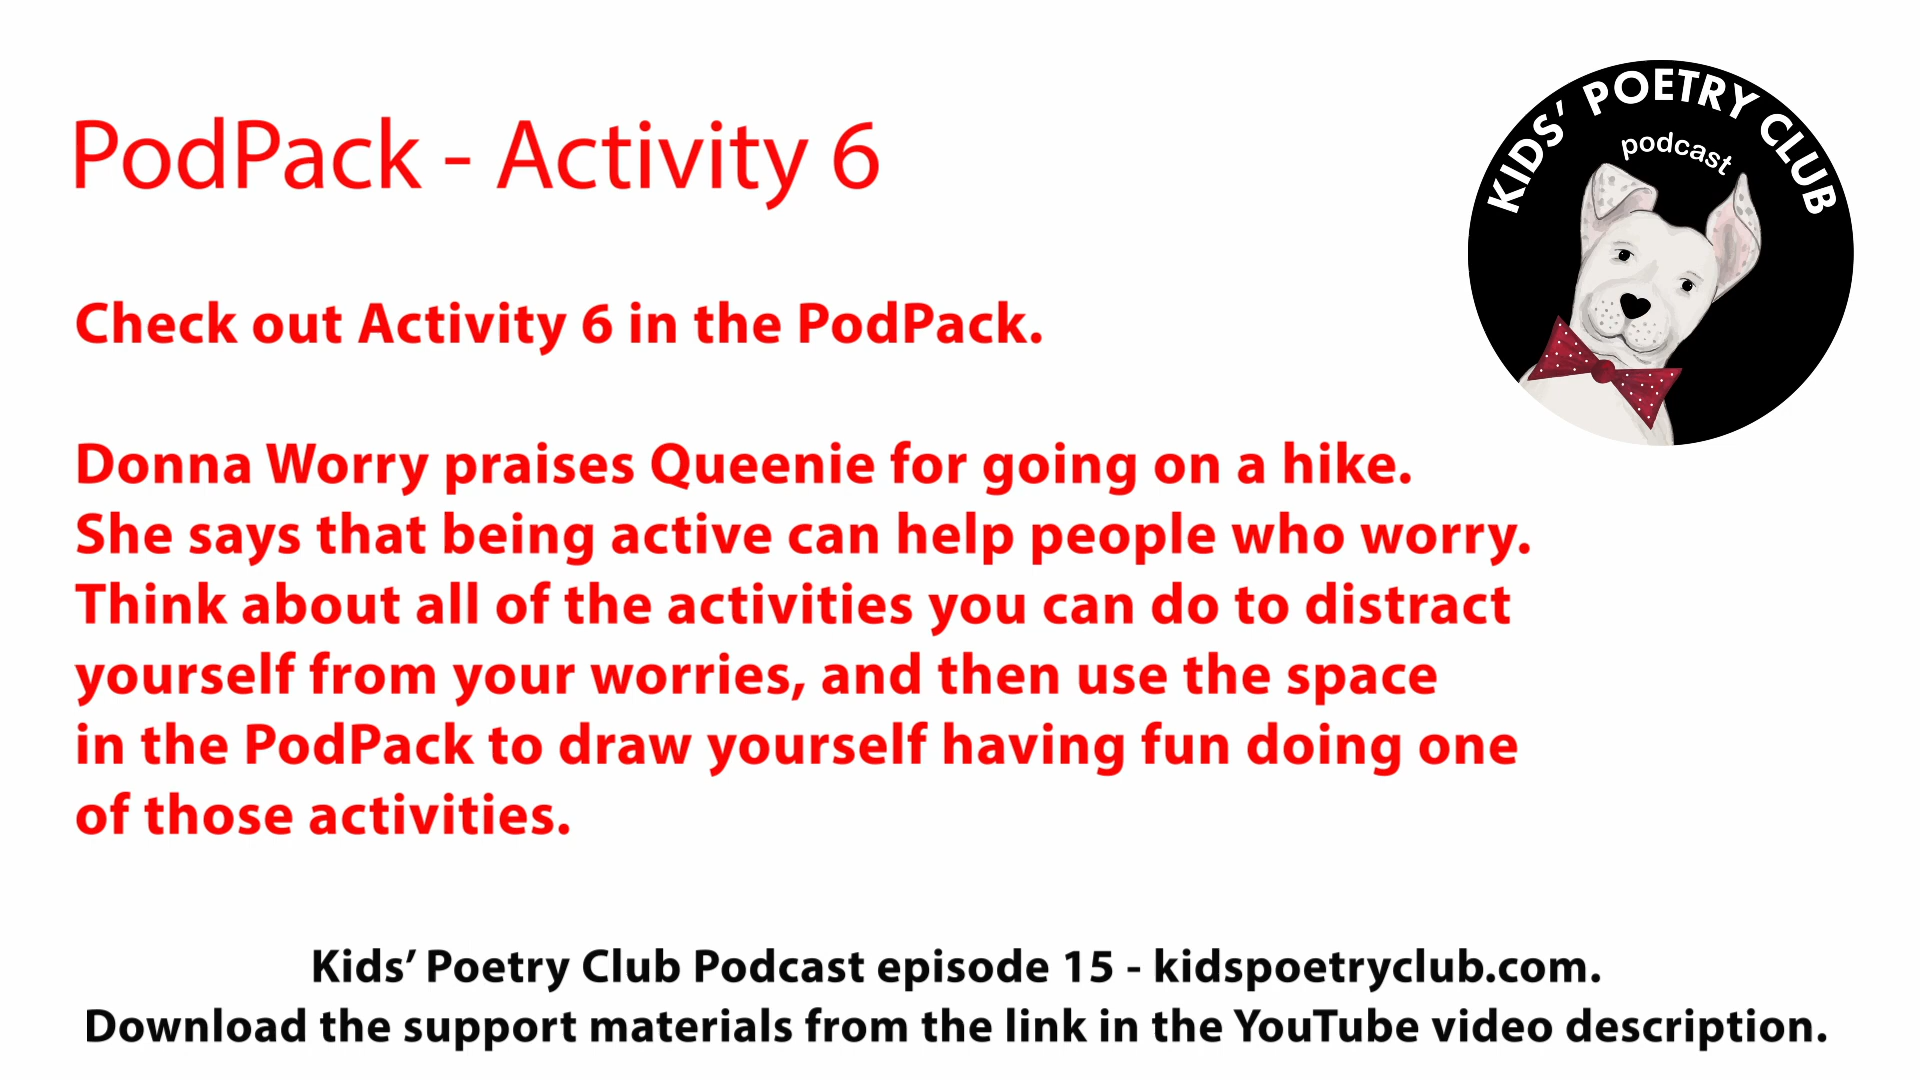 KIDS’ POETRY CLUB
podcast
PodPack - Activity 6
Check out Activity 6 in the PodPack.
Donna Worry praises Queenie for going on a hike.
She says that being active can help people who worry.
Think about all of the activities you can do to distract
yourself from your worries, and then use the space
in the PodPack to draw yourself having fun doing one
of those activities.
Kids’ Poetry Club Podcast episode 15 - kidspoetryclub.com.
Download the support materials from the link in the YouTube video description.